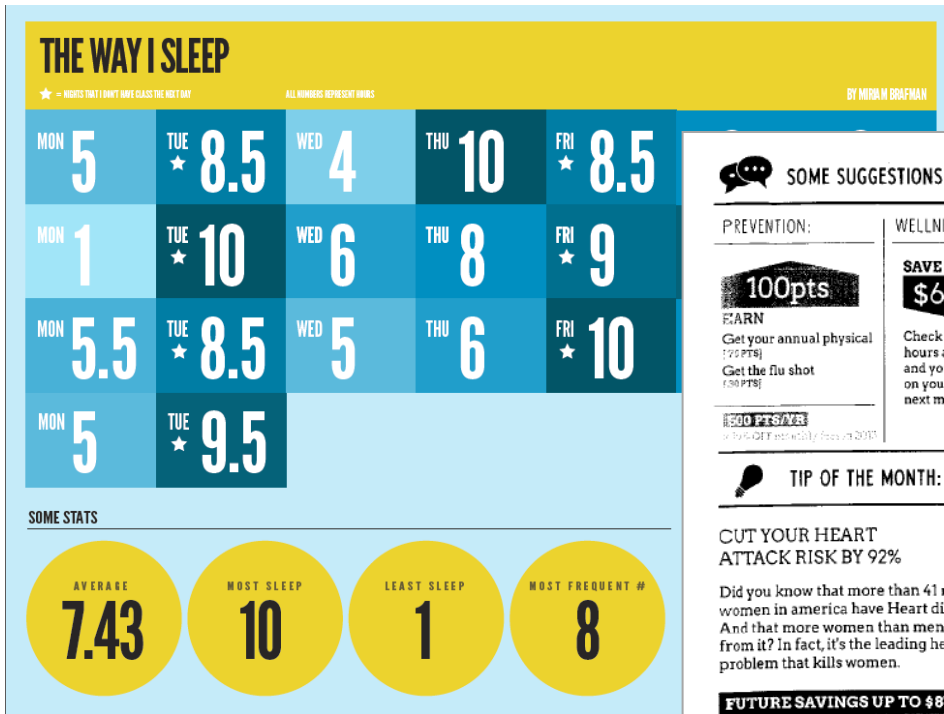 THE WAY I SLEEP
= NIGHTS THAT I DON'T HAVE CLASS THE NEXT DAY ALL NUMBERS REPRESENT HOURS BY MIRIAM BRAFMAN
MON 5 TUE 8.5 WED 4 THU 10 FRI 8.5
MON 1 TUE 10 WED 6 THU 8 FRI 9
MON 5.5 TUE 8.5 WED 5 THU 6 FRI 10
MON 5 TUE 9.5
SOME STATS
AVERAGE
7.43
MOST SLEEP
10
LEAST SLEEP
1
MOST FREQUENT #
8
SOME SUGGESTIONS
PREVENTION:
100pts
EARN
Get your annual physical
[75 PTS]
Get the flu shot
[30 PTS]
500 PTS/YR
WELLN
SAVE
$6
Check
hours a
and yo
on you
next m
TIP OF THE MONTH:
CUT YOUR HEART
ATTACK RISK BY 92%
Did you know that more than 41 m
women in america have Heart di
And that more women than men
from it? In fact, it's the leading he
problem that kills women.
FUTURE SAVINGS UP TO $8